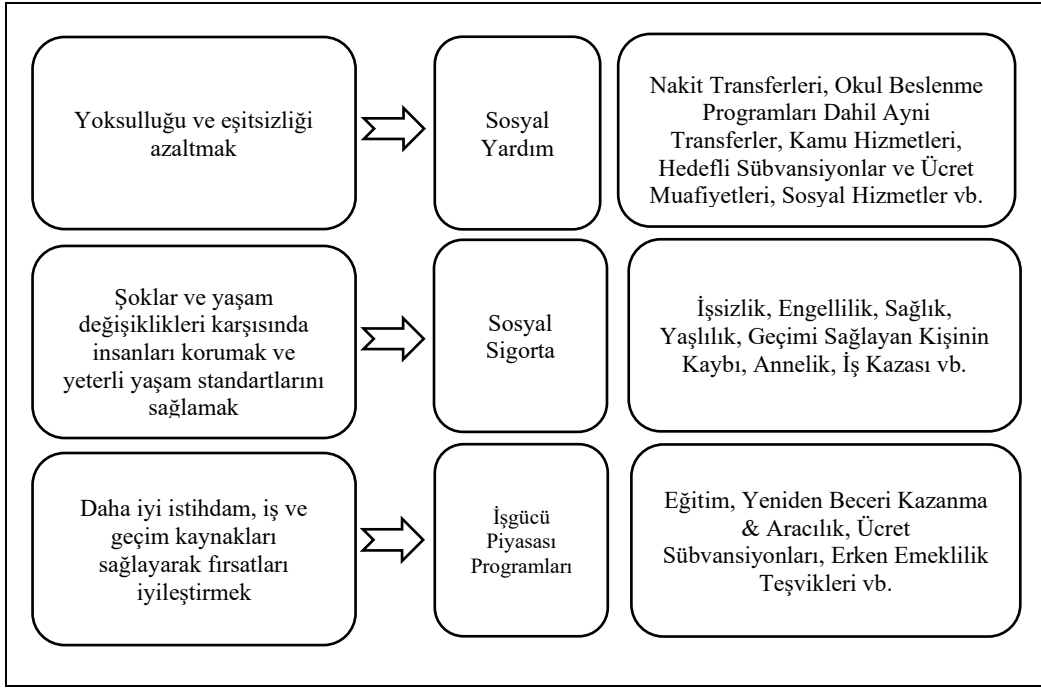 Yoksulluğu ve eşitsizliği
azaltmak
Sosyal
Yardım
Nakit Transferleri, Okul Beslenme
Programları Dahil Ayni
Transferler, Kamu Hizmetleri,
Hedefli Sübvansiyonlar ve Ücret
Muafiyetleri, Sosyal Hizmetler vb.
Şoklar ve yaşam
değişiklikleri karşısında
insanları korumak ve
yeterli yaşam standartlarını
sağlamak
Sosyal
Sigorta
İşsizlik, Engellilik, Sağlık,
Yaşlılık, Geçimi Sağlayan Kişinin
Kaybı, Annelik, İş Kazası vb.
Daha iyi istihdam, iş ve
geçim kaynakları
sağlayarak fırsatları
iyileştirmek
İşgücü
Piyasası
Programları
Eğitim, Yeniden Beceri Kazanma
& Aracılık, Ücret
Sübvansiyonları, Erken Emeklilik
Teşvikleri vb.